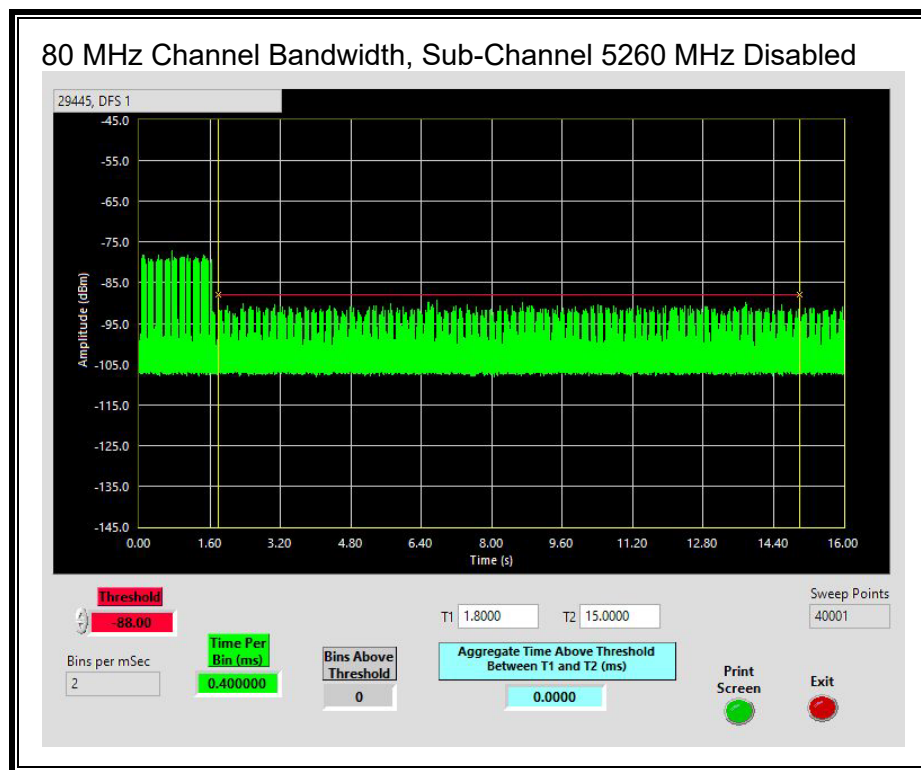 80 MHz Channel Bandwidth, Sub-Channel 5260 MHz Disabled
29445, DFS 1
-45.0
-55.0
-65.0
-75.0
-85.0
-95.0
-105.0
-115.0
-125.0
-135.0
-145.0
Amplitude (dBm)
0.00 1.60 3.20 4.80 6.40 8.00 9.60 11.20 12.80 14.40 16.00
Time (s)
Threshold
-88.00
T1 1.8000 T2 15.0000
Sweep Points
40001
Bins per mSec
2
Time Per
Bin (ms)
0.400000
Bins Above
Threshold
0
Aggregate Time Above Threshold
Between T1 and T2 (ms)
0.0000
Print
Screen
Exit